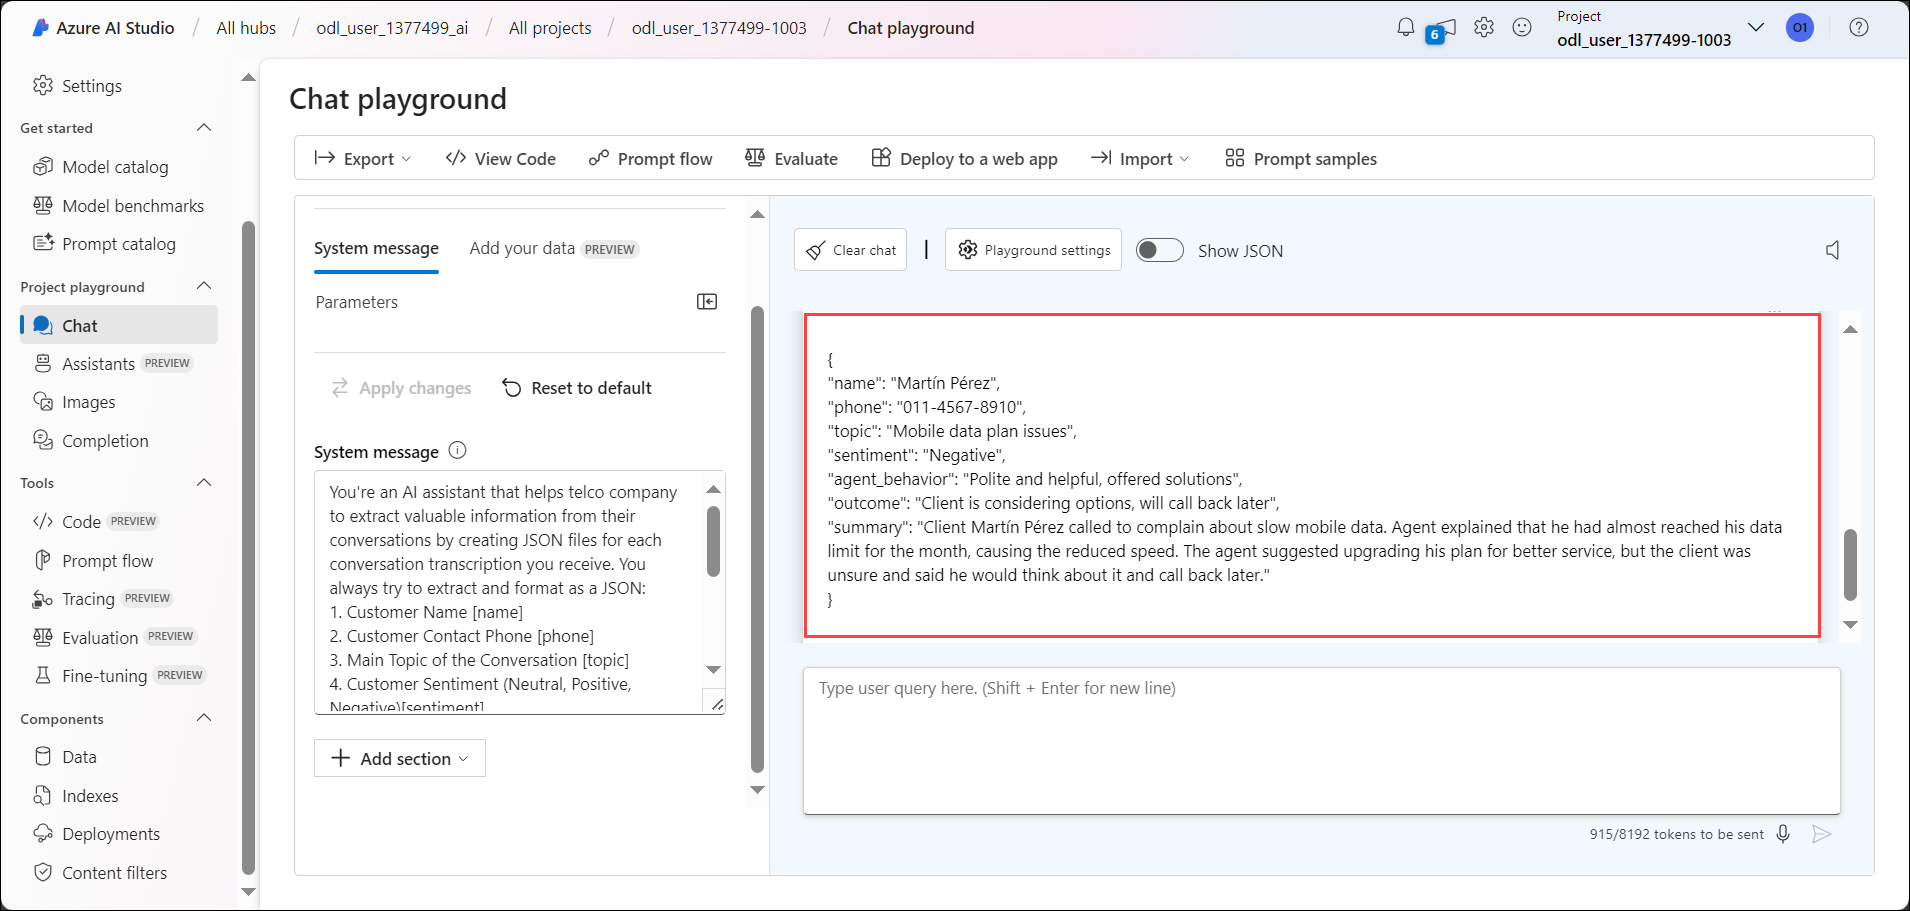 Azure AI Studio / All hubs / odl_user_1377499_ai / All projects / odl_user_1377499-1003 / Chat playground
6
Project
odl_user_1377499-1003
O1
Settings
Get started
Model catalog
Model benchmarks
Prompt catalog
Project playground
Chat
Assistants PREVIEW
Images
Completion
Tools
Code PREVIEW
Prompt flow
Tracing PREVIEW
Evaluation PREVIEW
Fine-tuning PREVIEW
Components
Data
Indexes
Deployments
Content filters
Chat playground
Export View Code Prompt flow Evaluate Deploy to a web app Import Prompt samples
System message Add your data PREVIEW
Parameters
Apply changes Reset to default
System message
You're an AI assistant that helps telco company
to extract valuable information from their
conversations by creating JSON files for each
conversation transcription you receive. You
always try to extract and format as a JSON:
1. Customer Name [name]
2. Customer Contact Phone [phone]
3. Main Topic of the Conversation [topic]
4. Customer Sentiment (Neutral, Positive,
Negative)[sentiment]
Add section
Clear chat | Playground settings Show JSON
{
"name": "Martín Pérez",
"phone": "011-4567-8910",
"topic": "Mobile data plan issues",
"sentiment": "Negative",
"agent_behavior": "Polite and helpful, offered solutions",
"outcome": "Client is considering options, will call back later",
"summary": "Client Martín Pérez called to complain about slow mobile data. Agent explained that he had almost reached his data
limit for the month, causing the reduced speed. The agent suggested upgrading his plan for better service, but the client was
unsure and said he would think about it and call back later."
}
Type user query here. (Shift + Enter for new line)
915/8192 tokens to be sent